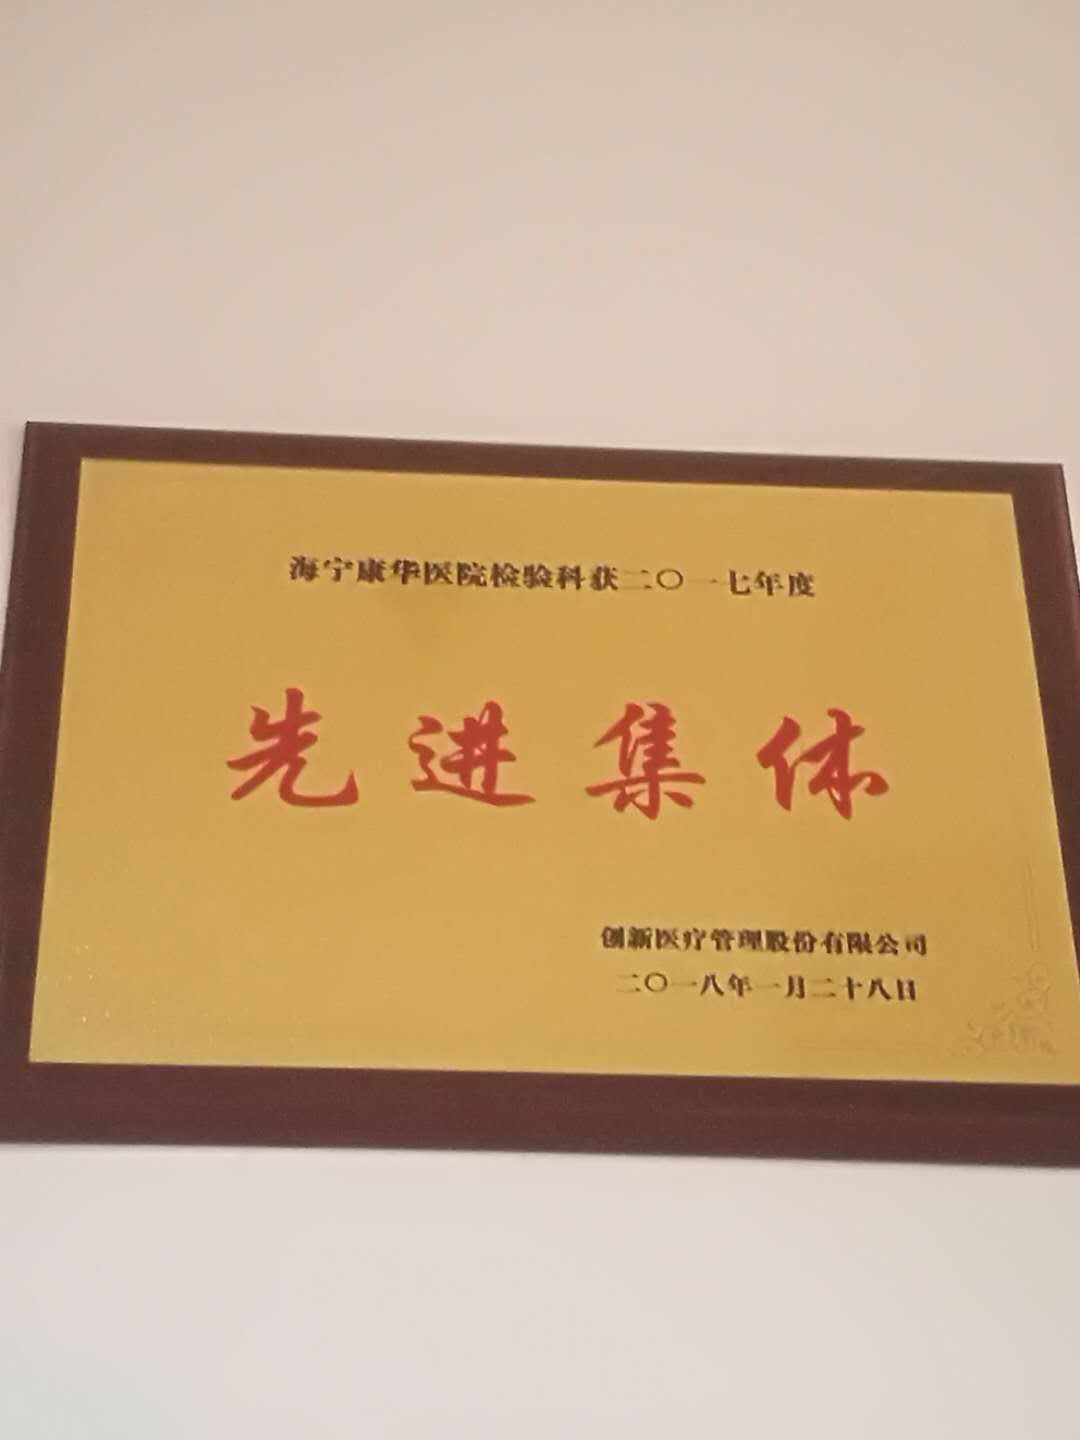 海宁康华医院检验科获二〇一七年度
先进集体
创新医疗管理股份有限公司
二〇一八年一月二十八日